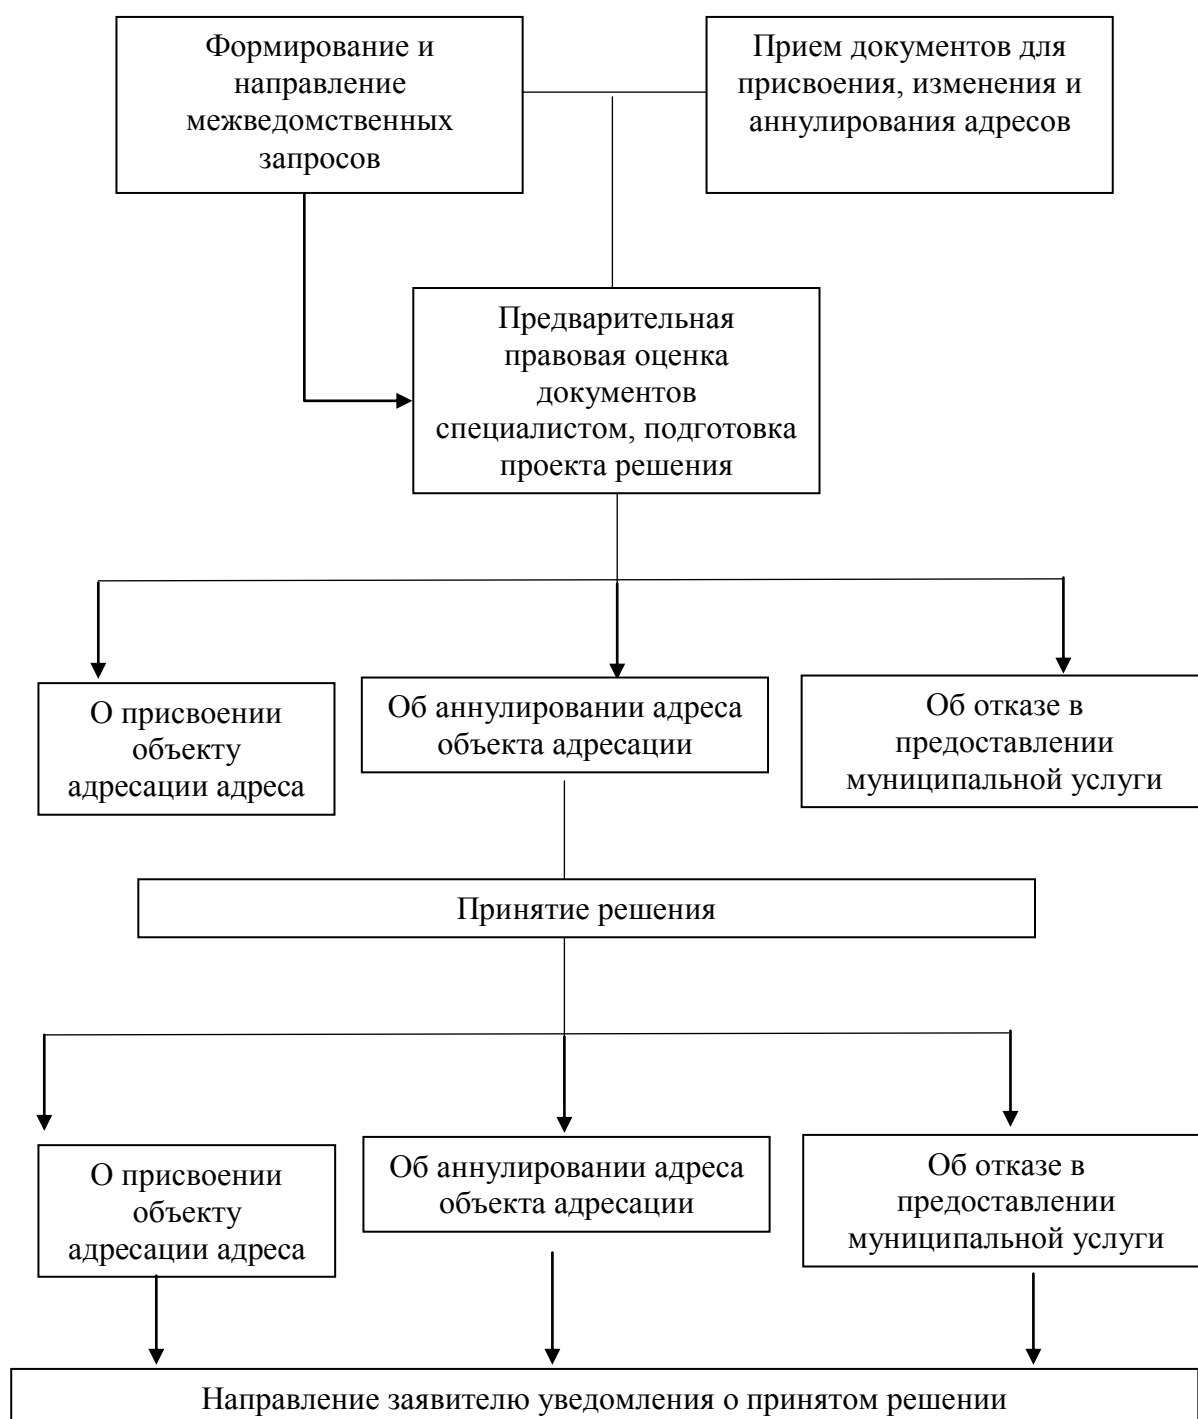 Формирование и
направление
межведомственных
запросов
Прием документов для
присвоения, изменения и
аннулирования адресов
Предварительная
правовая оценка
документов
специалистом, подготовка
проекта решения
О присвоении
объекту
адресации адреса
Об аннулировании адреса
объекта адресации
Об отказе в
предоставлении
муниципальной услуги
Принятие решения
О присвоении
объекту
адресации адреса
Об аннулировании адреса
объекта адресации
Об отказе в
предоставлении
муниципальной услуги
Направление заявителю уведомления о принятом решении